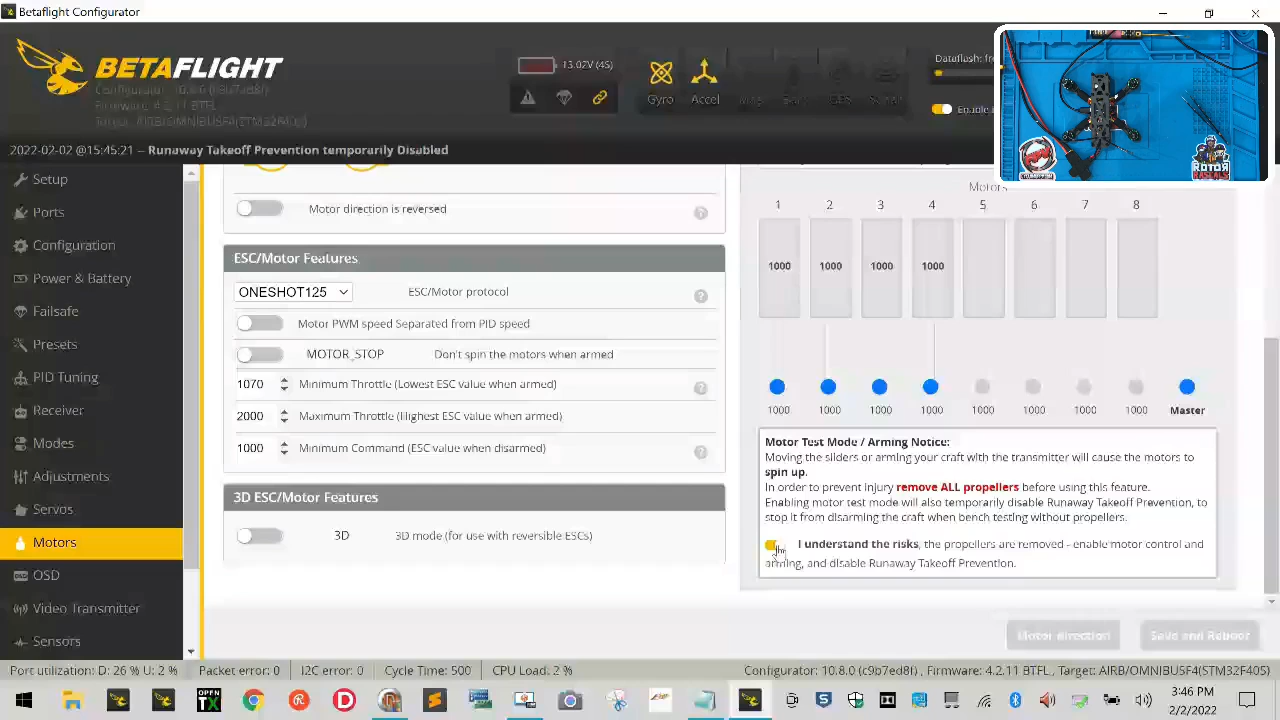 Betaflight Configurator
BETAFLIGHT
13.02V (4S)
Gyro
Accel
Dataflash:
Enable
2022-02-02 @15:45:21 -- Runaway Takeoff Prevention temporarily Disabled
Setup
Ports
Configuration
Power & Battery
Failsafe
Presets
PID Tuning
Receiver
Modes
Adjustments
Servos
Motors
OSD
Video Transmitter
Sensors
Motor direction is reversed
ESC/Motor Features
ONESHOT125 ESC/Motor protocol
Motor PWM speed Separated from PID speed
MOTOR_STOP Don't spin the motors when armed
1070 Minimum Throttle (Lowest ESC value when armed)
2000 Maximum Throttle (Highest ESC value when armed)
1000 Minimum Command (ESC value when disarmed)
3D ESC/Motor Features
3D 3D mode (for use with reversible ESCs)
Motors
1 2 3 4 5 6 7 8
1000 1000 1000 1000
1000 1000 1000 1000 1000 1000 1000 1000 Master
Motor Test Mode / Arming Notice:
Moving the sliders or arming your craft with the transmitter will cause the motors to
spin up.
In order to prevent injury remove ALL propellers before using this feature.
Enabling motor test mode will also temporarily disable Runaway Takeoff Prevention, to
stop it from disarming the craft when bench testing without propellers.
I understand the risks, the propellers are removed - enable motor control and
arming, and disable Runaway Takeoff Prevention.
Motor direction
Save and Reboot
ROTOR
RIOT
Port utilization: D: 26 % U: 2 %
Packet error: 0
I2C error: 0
Cycle Time: 500
CPU Load: 2 %
Configurator: 10.8.0 (c9b7ed8f), Firmware: 4.2.11 BTFL, Target: AIRB/OMNIBUSF4(STM32F405)
OPEN
TX
3:46 PM
2/2/2022